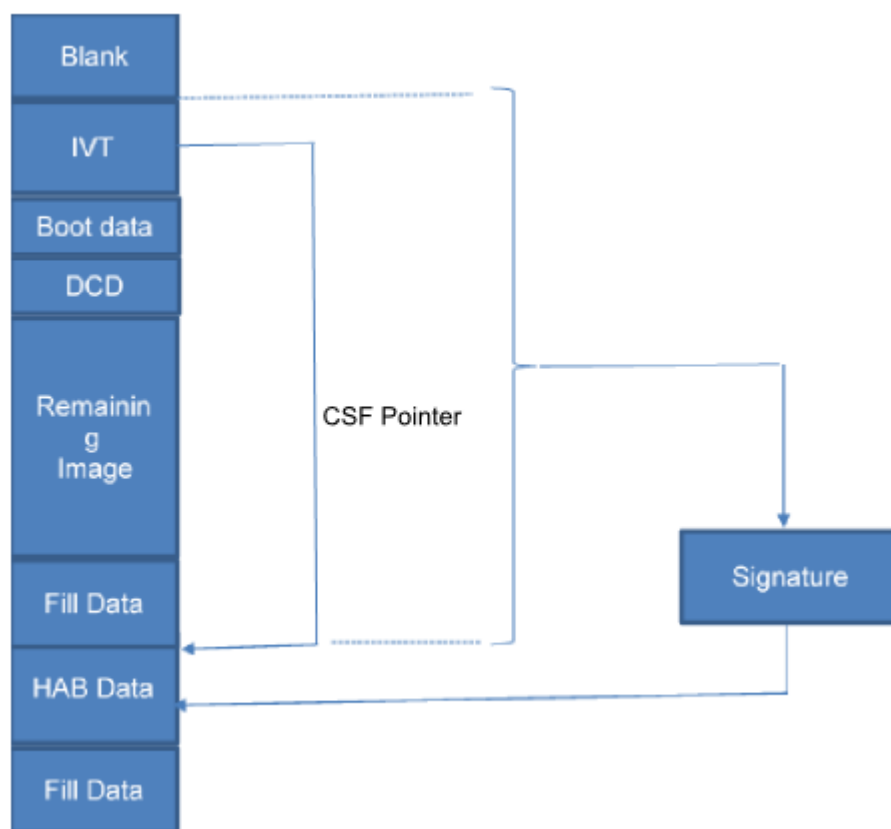 Blank
IVT
Boot data
DCD
Remainin
g
Image
CSF Pointer
Fill Data
Signature
HAB Data
Fill Data